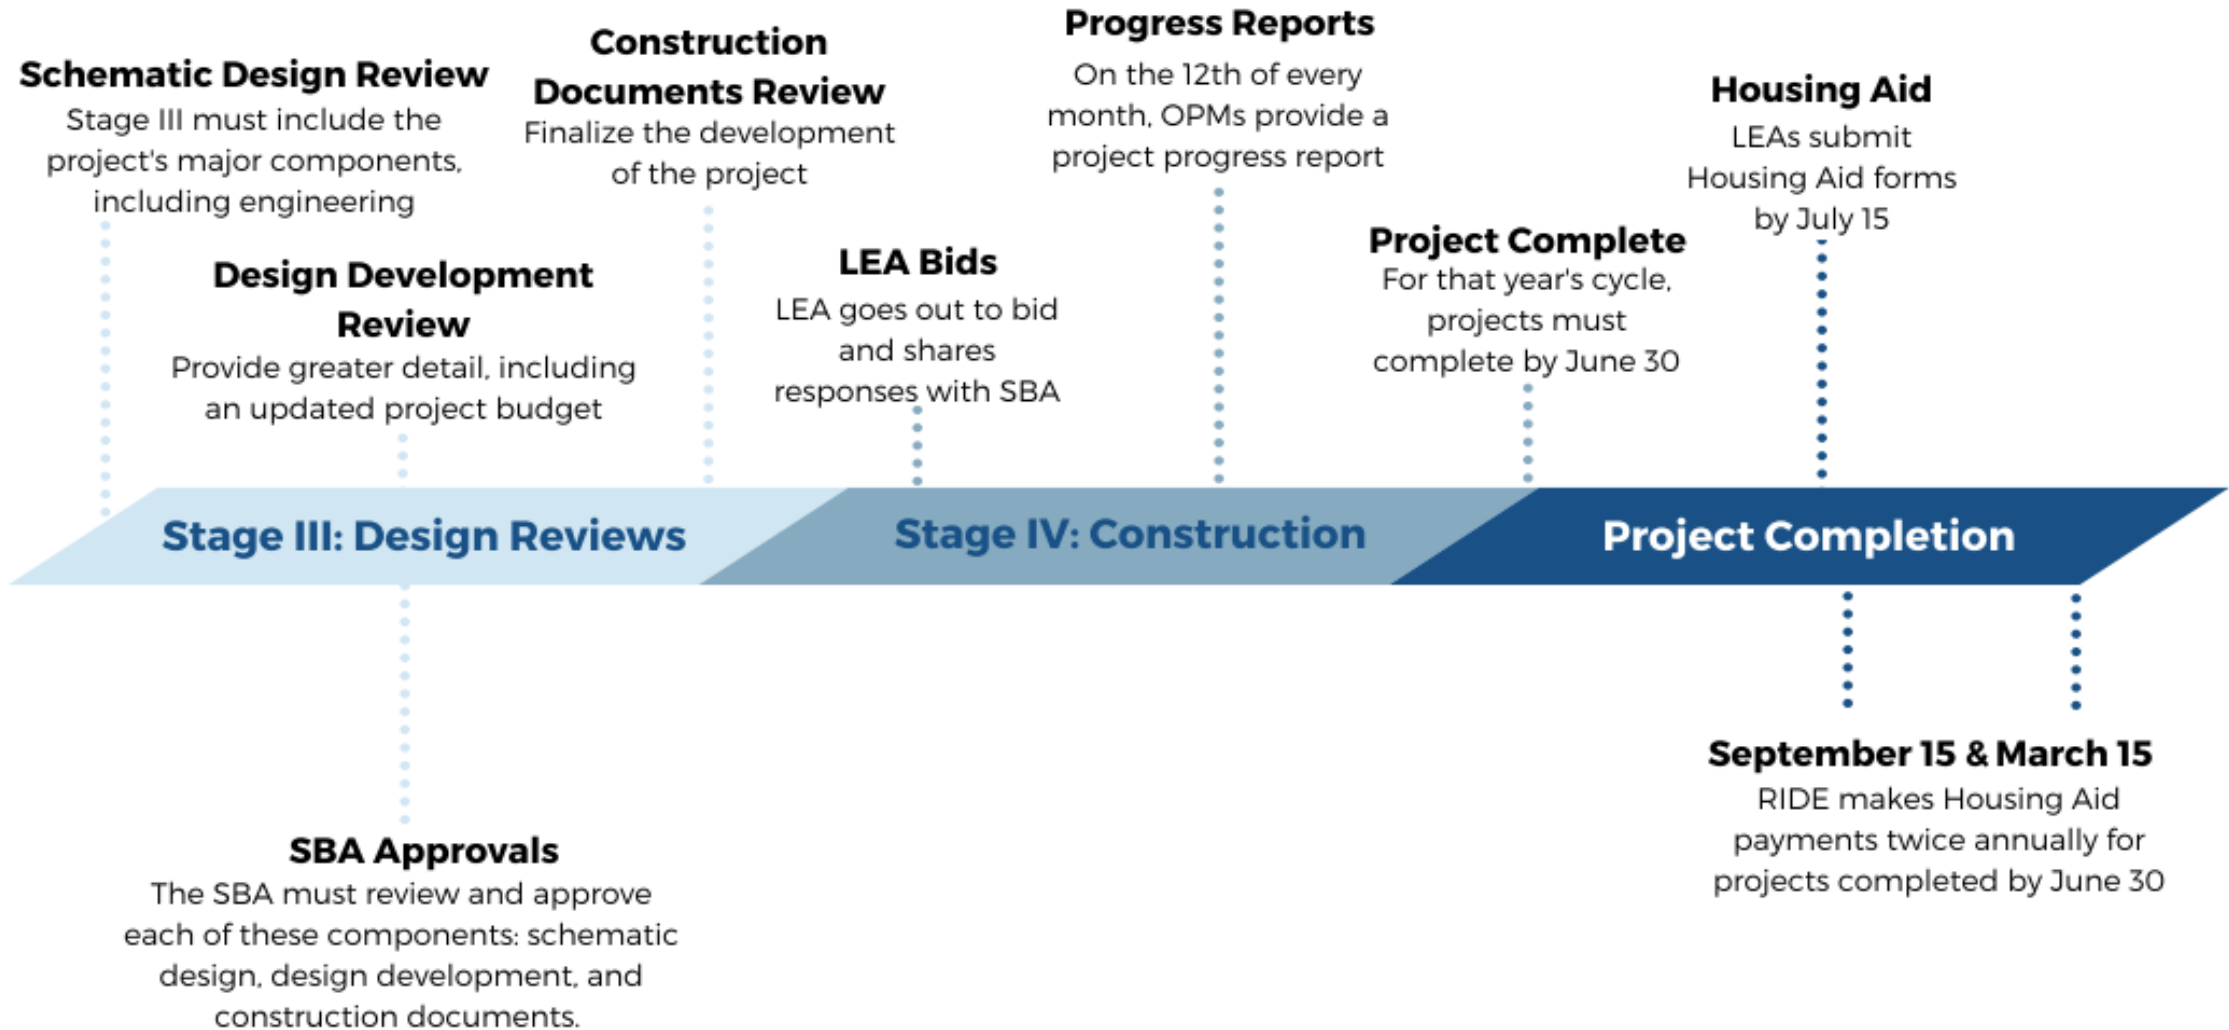 Schematic Design Review
Stage III must include the
project's major components,
including engineering
Design Development
Review
Provide greater detail, including
an updated project budget
Construction
Documents Review
Finalize the development
of the project
LEA Bids
LEA goes out to bid
and shares
responses with SBA
Progress Reports
On the 12th of every
month, OPMs provide a
project progress report
Project Complete
For that year's cycle,
projects must
complete by June 30
Housing Aid
LEAs submit
Housing Aid forms
by July 15
Stage III: Design Reviews
Stage IV: Construction
Project Completion
SBA Approvals
The SBA must review and approve
each of these components: schematic
design, design development, and
construction documents.
September 15 & March 15
RIDE makes Housing Aid
payments twice annually for
projects completed by June 30